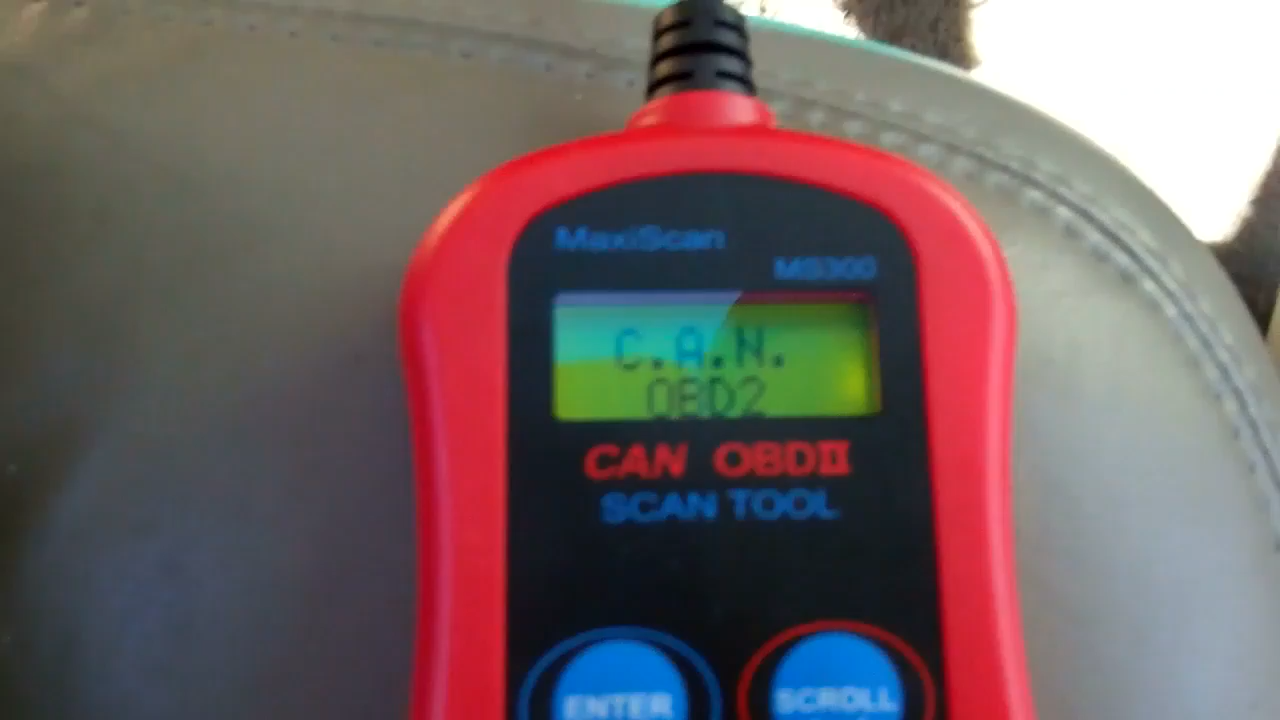 MaxiScan
MS300
C.A.N.
OBD2
CAN OBDII
SCAN TOOL
ENTER
SCROLL